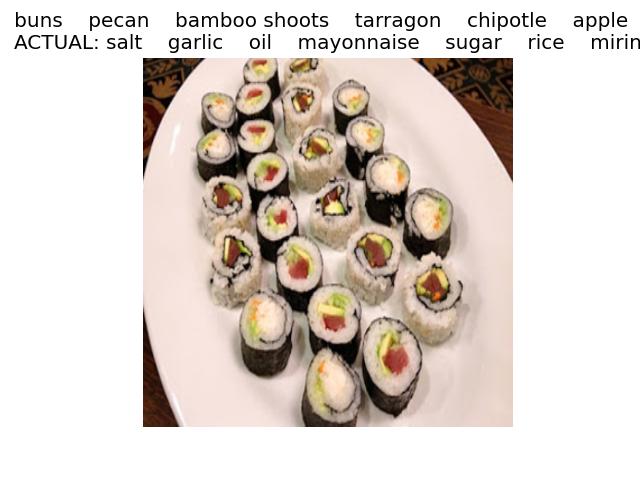 buns pecan bamboo shoots tarragon chipotle apple
ACTUAL: salt garlic oil mayonnaise sugar rice mirin